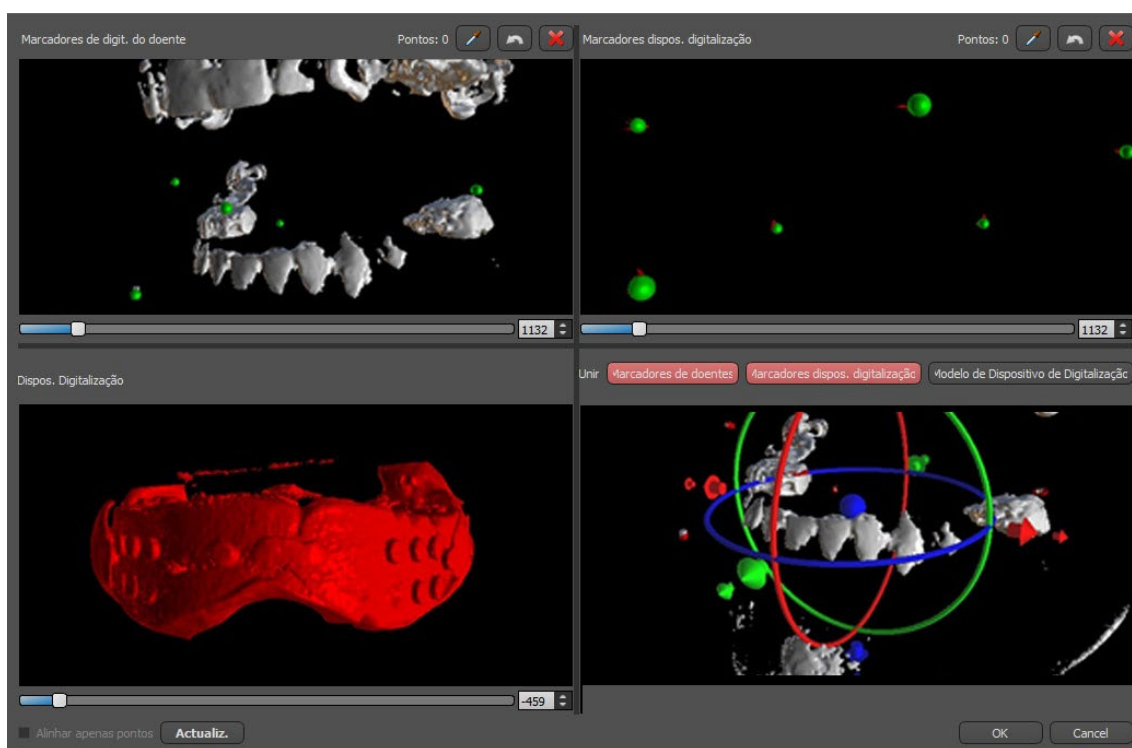 Marcadores de digit. do doente Pontos: 0
Marcadores dispos. digitalização Pontos: 0
1132
1132
Dispos. Digitalização
Unir Marcadores de doentes Marcadores dispos. digitalização Modelo de Dispositivo de Digitalização
-459
Alinhar apenas pontos Actualiz.
OK Cancel